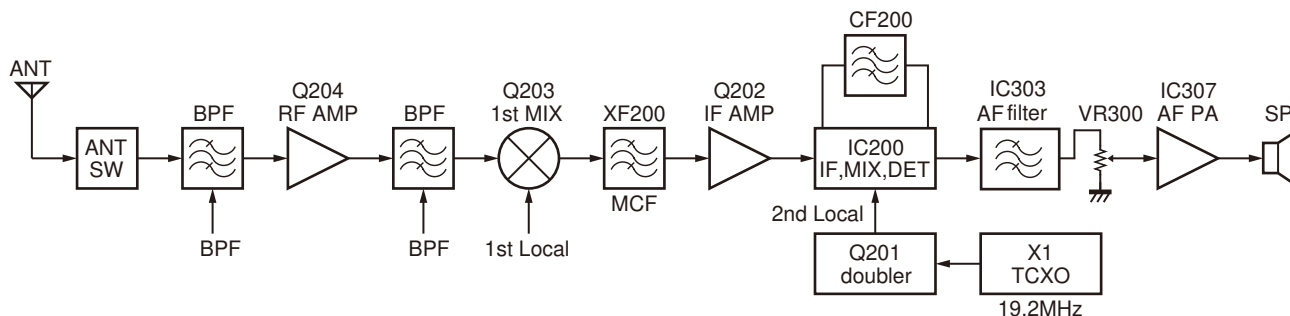 ANT
ANT
SW
BPF
BPF
Q204
RF AMP
BPF
BPF
Q203
1st MIX
1st Local
XF200
MCF
Q202
IF AMP
CF200
IC200
IF,MIX,DET
2nd Local
Q201
doubler
X1
TCXO
19.2MHz
IC303
AF filter
VR300
IC307
AF PA
SP